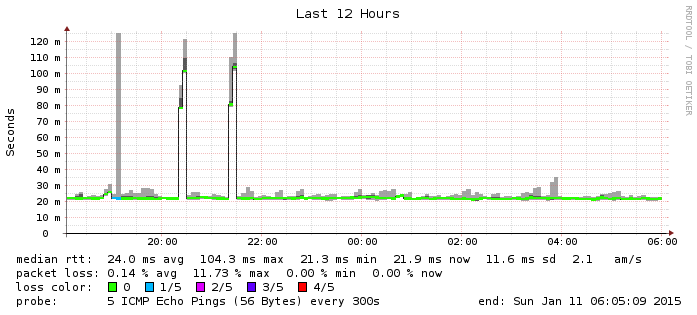 Last 12 Hours
RRDTOOL / TOBI OETIKER
Seconds
120 m
110 m
100 m
90 m
80 m
70 m
60 m
50 m
40 m
30 m
20 m
10 m
0
20:00 22:00 00:00 02:00 04:00 06:00
median rtt: 24.0 ms avg 104.3 ms max 21.3 ms min 21.9 ms now 11.6 ms sd 2.1 am/s
packet loss: 0.14 % avg 11.73 % max 0.00 % min 0.00 % now
loss color: 0 1/5 2/5 3/5 4/5
probe: 5 ICMP Echo Pings (56 Bytes) every 300s end: Sun Jan 11 06:05:09 2015